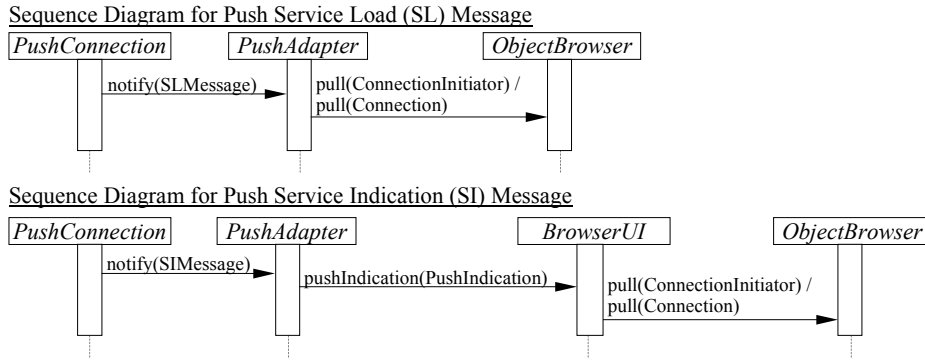 Sequence Diagram for Push Service Load (SL) Message
PushConnection
PushAdapter
ObjectBrowser
notify(SLMessage)
pull(ConnectionInitiator) /
pull(Connection)
Sequence Diagram for Push Service Indication (SI) Message
PushConnection
PushAdapter
BrowserUI
ObjectBrowser
notify(SIMessage)
pushIndication(PushIndication)
pull(ConnectionInitiator) /
pull(Connection)